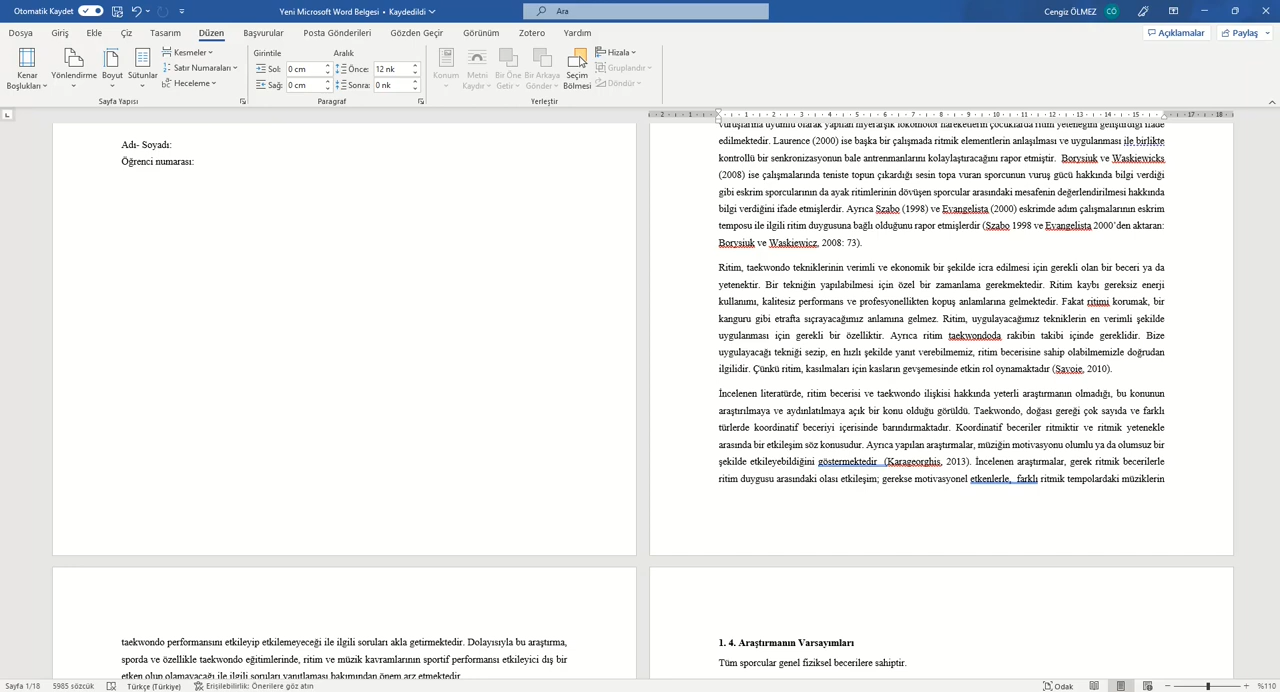 Otomatik Kaydet
Yeni Microsoft Word Belgesi • Kaydedildi
Ara
Cengiz ÖLMEZ
CÖ
Dosya Giriş Ekle Çiz Tasarım Düzen Başvurular Posta Gönderileri Gözden Geçir Görünüm Zotero Yardım
Açıklamalar
Paylaş
Kenar Boşlukları
Yönlendirme
Boyut
Sütunlar
Kesmeler
Satır Numaraları
Heceleme
Sayfa Yapısı
Girintile
Sol: 0 cm
Sağ: 0 cm
Aralık
Önce: 12 nk
Sonra: 0 nk
Paragraf
Konum
Metni Kaydır
Bir Öne Getir
Bir Arkaya Gönder
Seçim Bölmesi
Hizala
Gruplandır
Döndür
Yerleştir
Adı- Soyadı:
Öğrenci numarası:
vuruşlarına uyumlu olarak yapılan hiyerarşik lokomotor hareketlerin çocuklarda ritim yeteneğini geliştirdiği ifade
edilmektedir. Laurence (2000) ise başka bir çalışmada ritmik elementlerin anlaşılması ve uygulanması ile birlikte
kontrollü bir senkronizasyonun bale antrenmanlarını kolaylaştıracağını rapor etmiştir. Borysiuk ve Waskiewicks
(2008) ise çalışmalarında teniste topun çıkardığı sesin topa vuran sporcunun vuruş gücü hakkında bilgi verdiği
gibi eskrim sporcularının da ayak ritimlerinin dövüşen sporcular arasındaki mesafenin değerlendirilmesi hakkında
bilgi verdiğini ifade etmişlerdir. Ayrıca Szabo (1998) ve Evangelista (2000) eskrimde adım çalışmalarının eskrim
temposu ile ilgili ritim duygusuna bağlı olduğunu rapor etmişlerdir (Szabo 1998 ve Evangelista 2000’den aktaran:
Borysiuk ve Waskiewicz, 2008: 73).
Ritim, taekwondo tekniklerinin verimli ve ekonomik bir şekilde icra edilmesi için gerekli olan bir beceri ya da
yetenektir. Bir tekniğin yapılabilmesi için özel bir zamanlama gerekmektedir. Ritim kaybı gereksiz enerji
kullanımı, kalitesiz performans ve profesyonellikten kopuş anlamlarına gelmektedir. Fakat ritimi korumak, bir
kanguru gibi etrafta sıçrayacağımız anlamına gelmez. Ritim, uygulayacağımız tekniklerin en verimli şekilde
uygulanması için gerekli bir özelliktir. Ayrıca ritim taekwondoda rakibin takibi içinde gereklidir. Bize
uygulayacağı tekniği sezip, en hızlı şekilde yanıt verebilmemiz, ritim becerisine sahip olabilmemizle doğrudan
ilgilidir. Çünkü ritim, kasılmaları için kasların gevşemesinde etkin rol oynamaktadır (Savoie, 2010).
İncelenen literatürde, ritim becerisi ve taekwondo ilişkisi hakkında yeterli araştırmanın olmadığı, bu konunun
araştırılmaya ve aydınlatılmaya açık bir konu olduğu görüldü. Taekwondo, doğası gereği çok sayıda ve farklı
türlerde koordinatif beceriyi içerisinde barındırmaktadır. Koordinatif beceriler ritmiktir ve ritmik yetenekle
arasında bir etkileşim söz konusudur. Ayrıca yapılan araştırmalar, müziğin motivasyonu olumlu ya da olumsuz bir
şekilde etkileyebildiğini göstermektedir (Karageorghis, 2013). İncelenen araştırmalar, gerek ritmik becerilerle
ritim duygusu arasındaki olası etkileşim; gerekse motivasyonel etkenlerle, farklı ritmik tempolardaki müziklerin
taekwondo performansını etkileyip etkilemeyeceği ile ilgili soruları akla getirmektedir. Dolayısıyla bu araştırma,
sporda ve özellikle taekwondo eğitimlerinde, ritim ve müzik kavramlarının sportif performansı etkileyici dış bir
etken olup olamayacağı ile ilgili soruları yanıtlaması bakımından önem arz etmektedir.
1. 4. Araştırmanın Varsayımları
Tüm sporcular genel fiziksel becerilere sahiptir.
Sayfa 1/18 5985 sözcük Türkçe (Türkiye) Erişilebilirlik: Önerilere göz atın Odak %110